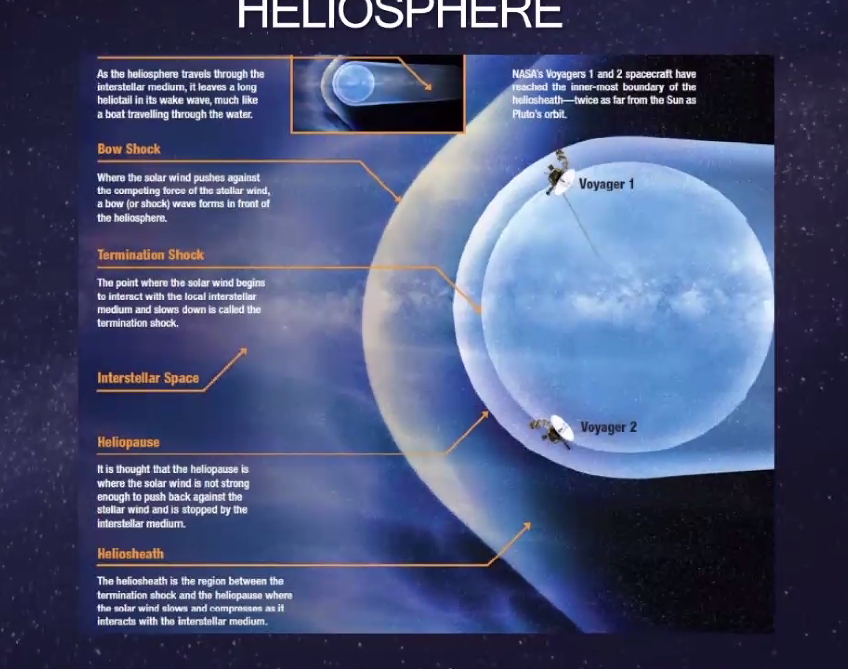 HELIOSPHERE
As the heliosphere travels through the
interstellar medium, it leaves a long
heliotail in its wake wave, much like
a boat travelling through the water.
NASA's Voyagers 1 and 2 spacecraft have
reached the inner-most boundary of the
heliosheath—twice as far from the Sun as
Pluto's orbit.
Bow Shock
Where the solar wind pushes against
the competing force of the stellar wind,
a bow (or shock) wave forms in front of
the heliosphere.
Voyager 1
Termination Shock
The point where the solar wind begins
to interact with the local interstellar
medium and slows down is called the
termination shock.
Interstellar Space
Voyager 2
Heliopause
It is thought that the heliopause is
where the solar wind is not strong
enough to push back against the
stellar wind and is stopped by the
interstellar medium.
Heliosheath
The heliosheath is the region between the
termination shock and the heliopause where
the solar wind slows and compresses as it
interacts with the interstellar medium.